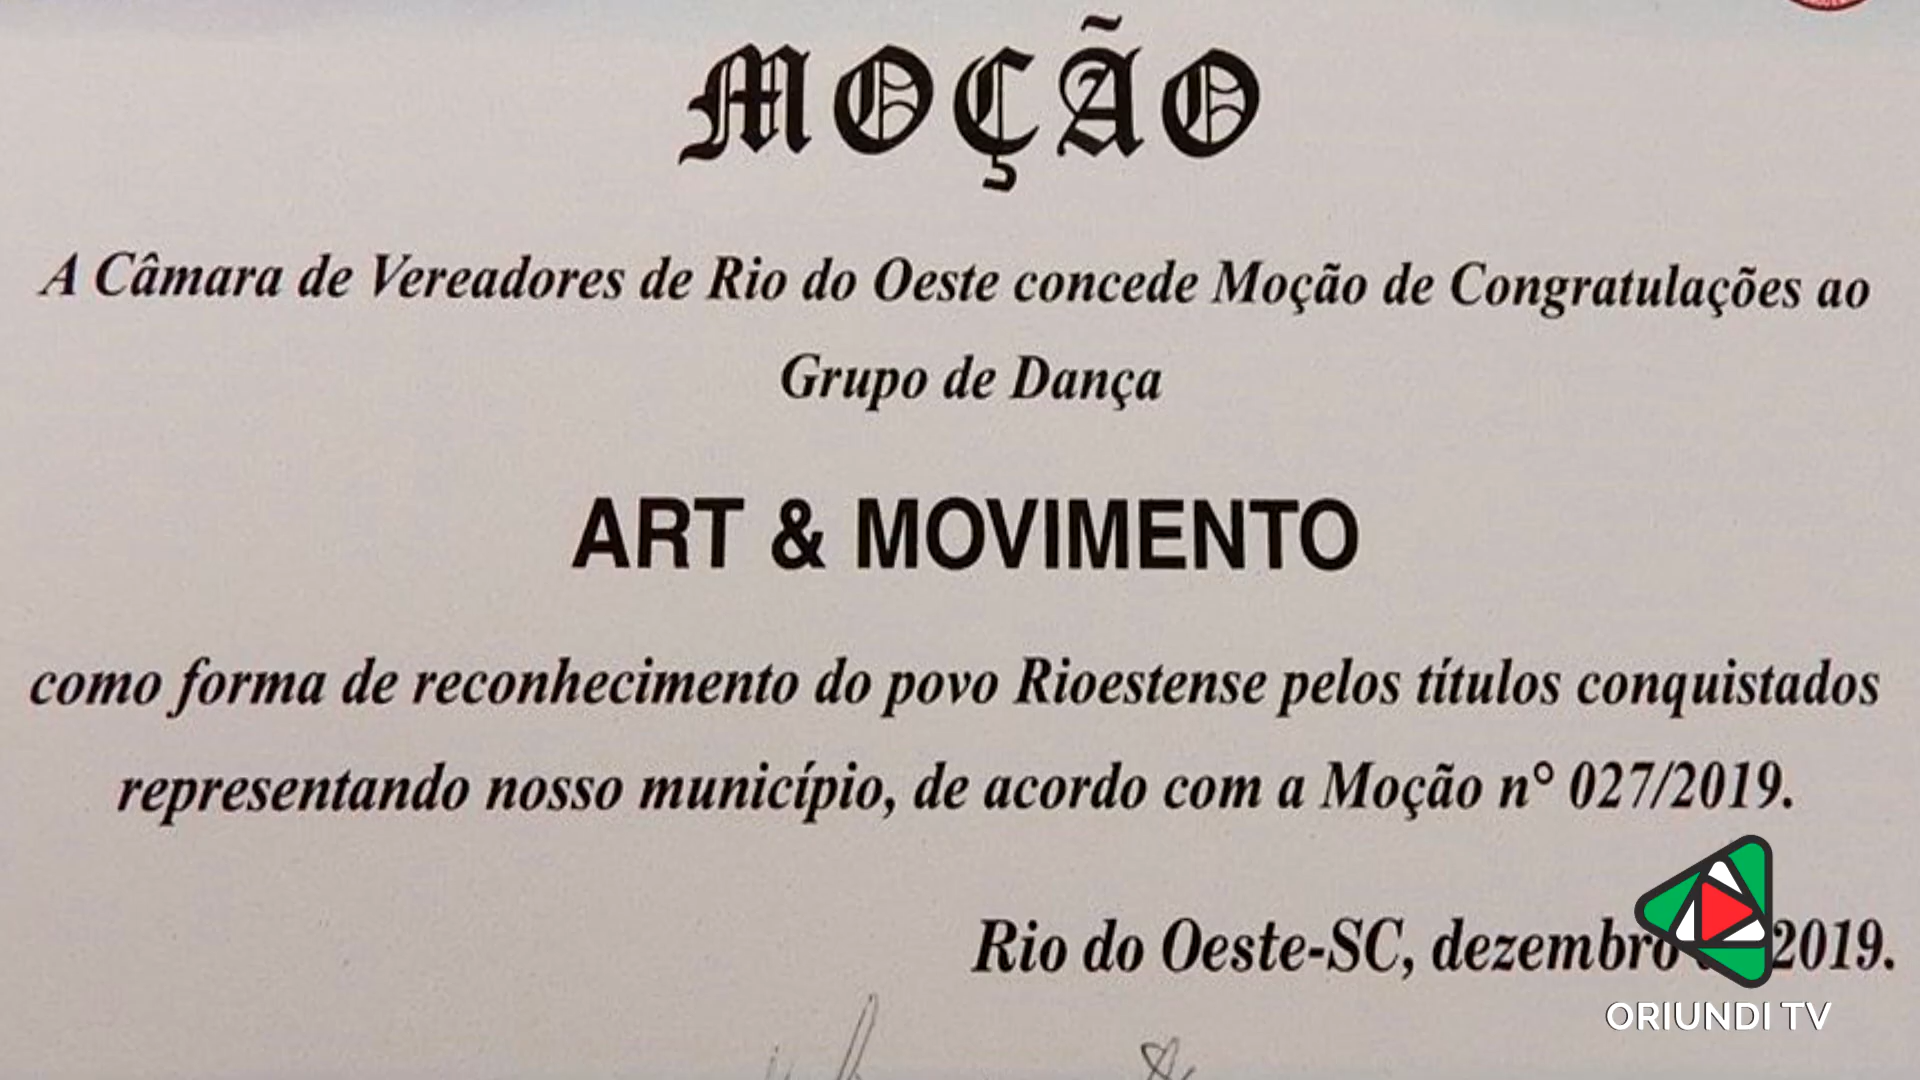 MOÇÃO
A Câmara de Vereadores de Rio do Oeste concede Moção de Congratulações ao
Grupo de Dança
ART & MOVIMENTO
como forma de reconhecimento do povo Rioestense pelos títulos conquistados
representando nosso município, de acordo com a Moção n° 027/2019.
Rio do Oeste-SC, dezembro 2019.
ORIUNDI TV